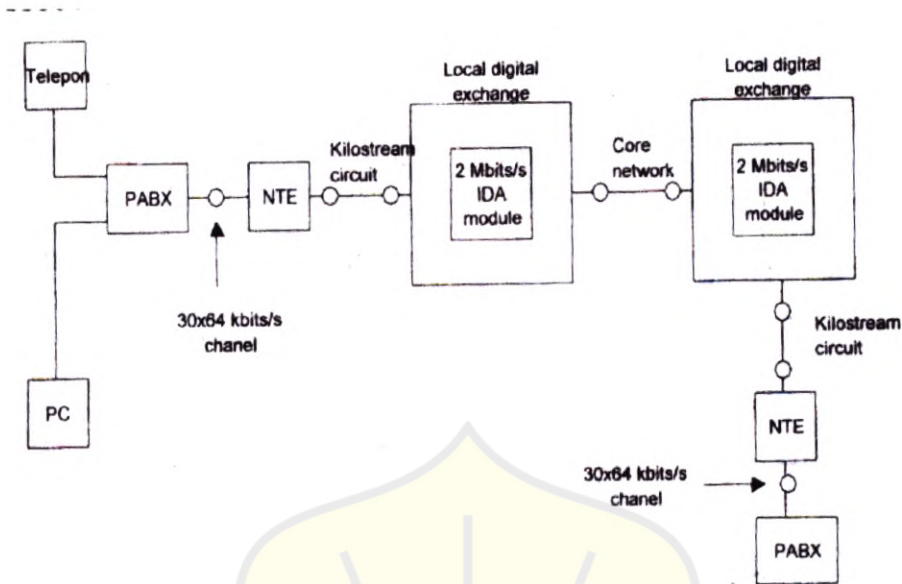 Telepon
PABX
NTE
Kilostream
circuit
Local digital
exchange
2 Mbits/s
IDA
module
Core
network
Local digital
exchange
2 Mbits/s
IDA
module
30x64 kbits/s
chanel
PC
Kilostream
circuit
NTE
30x64 kbits/s
chanel
PABX